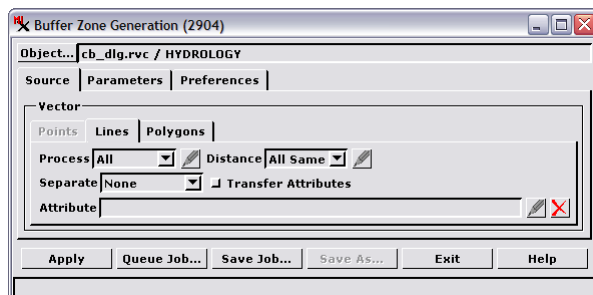 Buffer Zone Generation (2904)
Object... cb_dlg.rvc / HYDROLOGY
Source Parameters Preferences
Vector
Points Lines Polygons
Process All Distance All Same
Separate None Transfer Attributes
Attribute
Apply Queue Job... Save Job... Save As... Exit Help